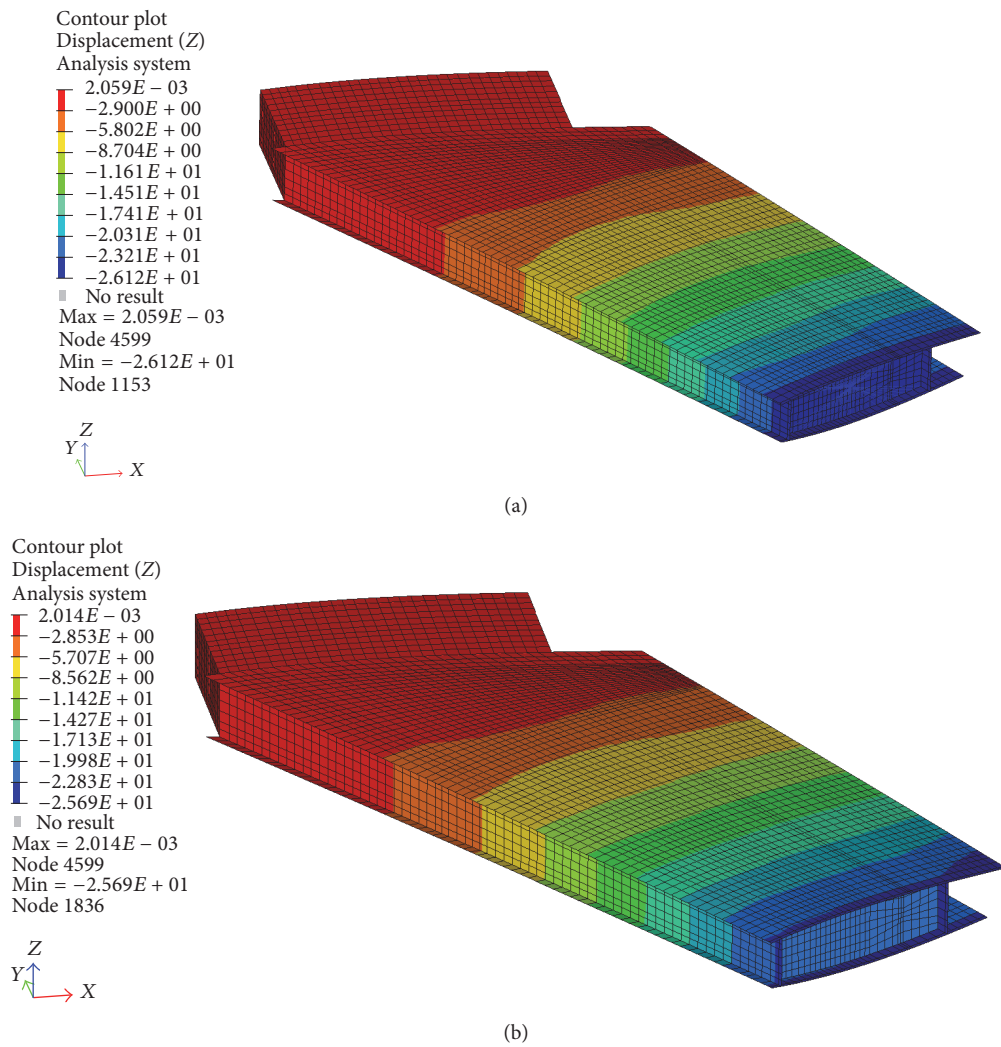 Contour plot
Displacement (Z)
Analysis system
2.059E − 03
−2.900E + 00
−5.802E + 00
−8.704E + 00
−1.161E + 01
−1.451E + 01
−1.741E + 01
−2.031E + 01
−2.321E + 01
−2.612E + 01
No result
Max = 2.059E − 03
Node 4599
Min = −2.612E + 01
Node 1153
Z
Y
X
(a)
Contour plot
Displacement (Z)
Analysis system
2.014E − 03
−2.853E + 00
−5.707E + 00
−8.562E + 00
−1.142E + 01
−1.427E + 01
−1.713E + 01
−1.998E + 01
−2.283E + 01
−2.569E + 01
No result
Max = 2.014E − 03
Node 4599
Min = −2.569E + 01
Node 1836
Z
Y
X
(b)